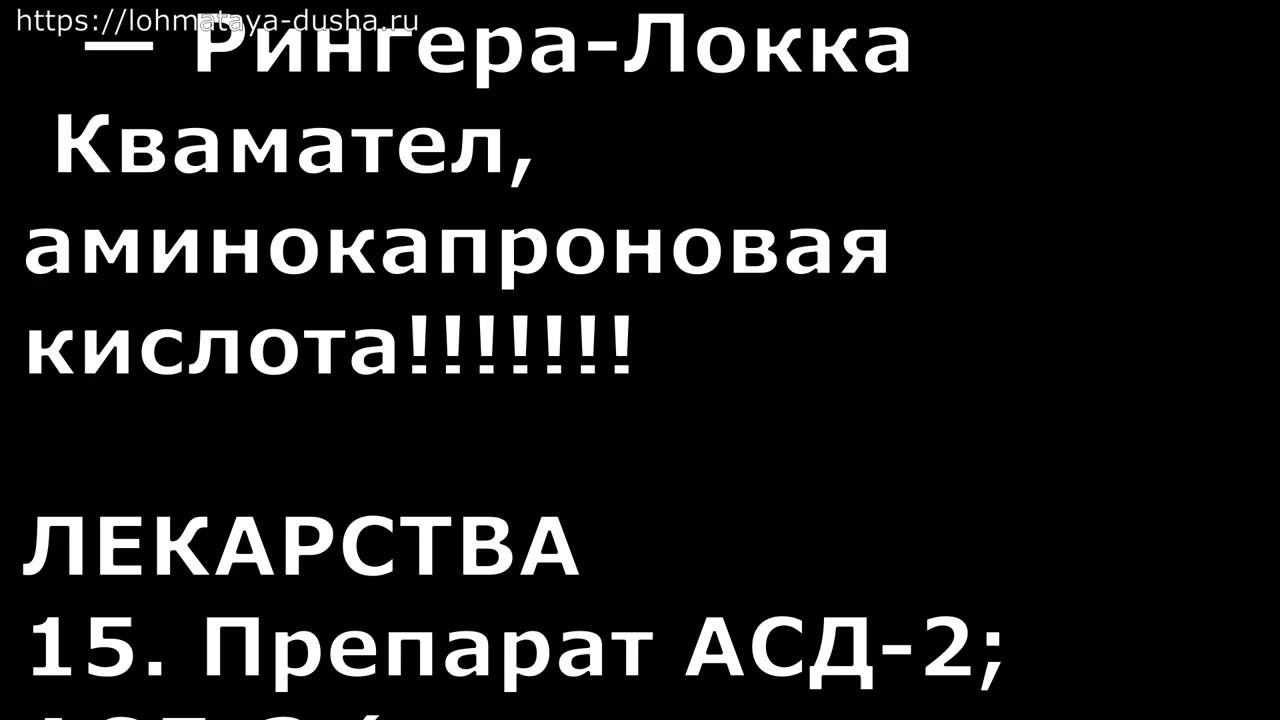 https://lohmataya-dusha.ru
— Рингера-Локка
Квамател,
аминокапроновая
кислота!!!!!!!
ЛЕКАРСТВА
15. Препарат АСД-2;